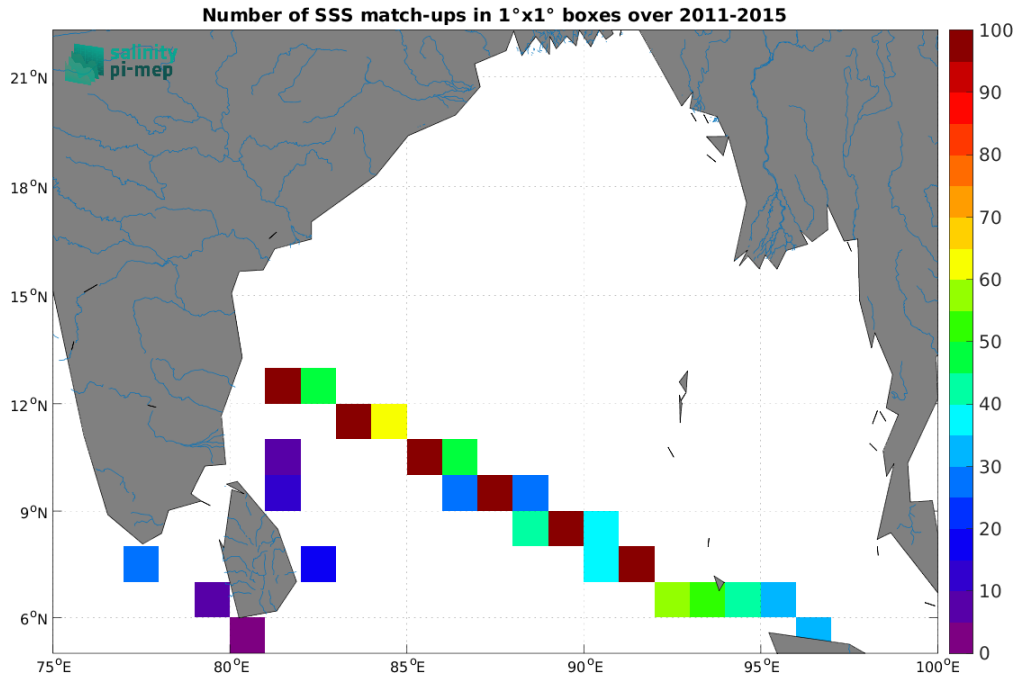 Number of SSS match-ups in 1°x1° boxes over 2011-2015
salinity
pi-mep
21°N
18°N
15°N
12°N
9°N
6°N
75°E
80°E
85°E
90°E
95°E
100°E
100
90
80
70
60
50
40
30
20
10
0